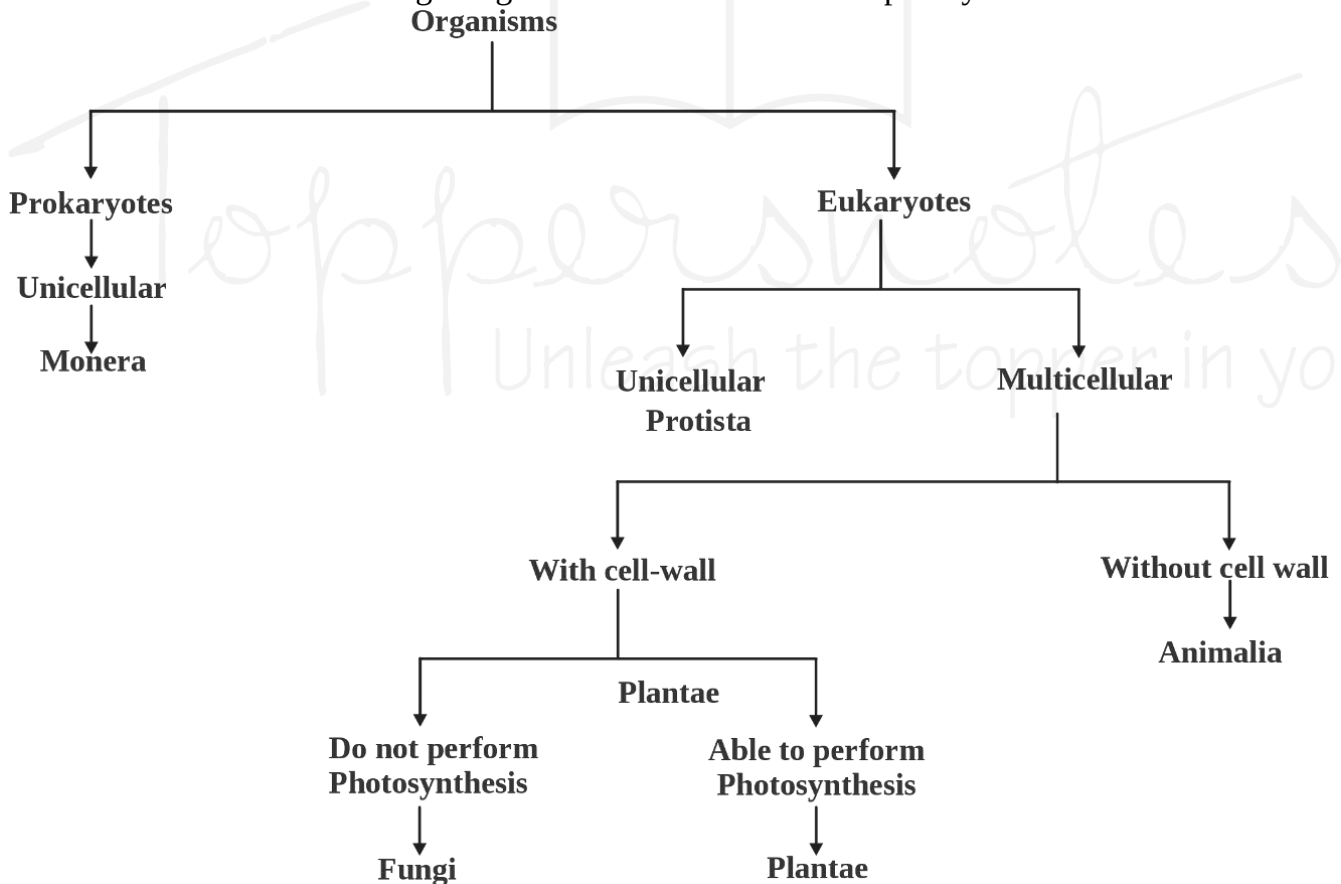 Organisms
Prokaryotes
Eukaryotes
Unicellular
Monera
Unicellular
Protista
Multicellular
With cell-wall
Without cell wall
Animalia
Plantae
Do not perform
Photosynthesis
Able to perform
Photosynthesis
Fungi
Plantae
Toppersnotes
Unleash the topper in yo